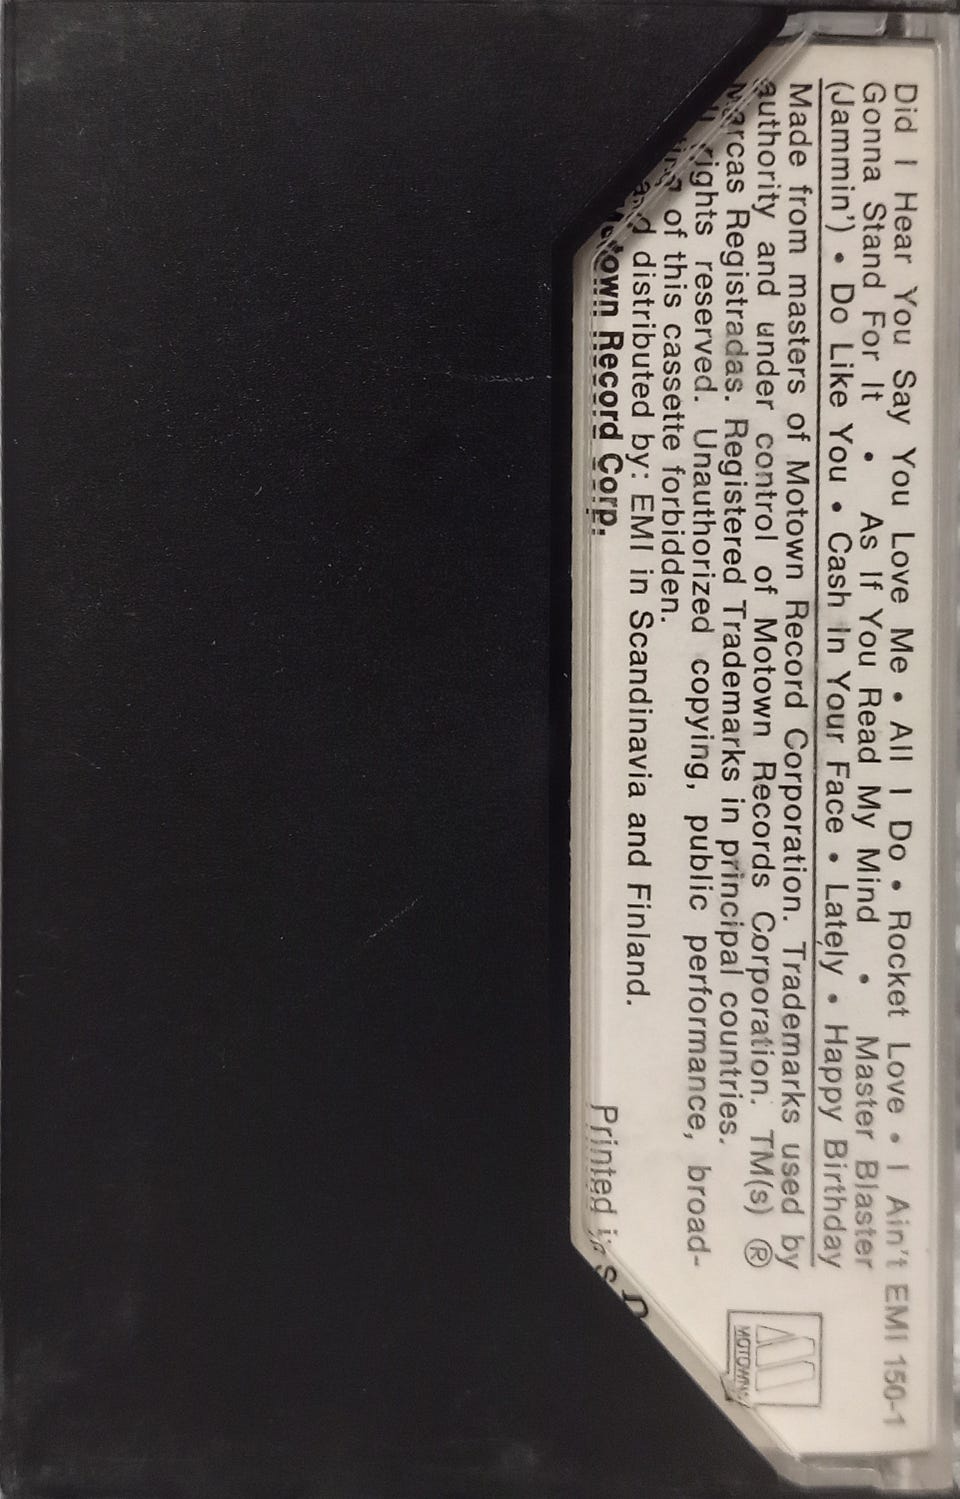 Did I Hear You Say You Love Me • All I Do • Rocket Love • I Ain't EMI 150-1
Gonna Stand For It • As If You Read My Mind • Master Blaster
(Jammin') • Do Like You • Cash In Your Face • Lately • Happy Birthday
Made from masters of Motown Record Corporation. Trademarks used by
authority and under control of Motown Records Corporation. TM(s) ®
Marcas Registradas. Registered Trademarks in principal countries.
rights reserved. Unauthorized copying, public performance, broad-
of this cassette forbidden.
and distributed by: EMI in Scandinavia and Finland.
Motown Record Corp.
Printed in
MOTOWN